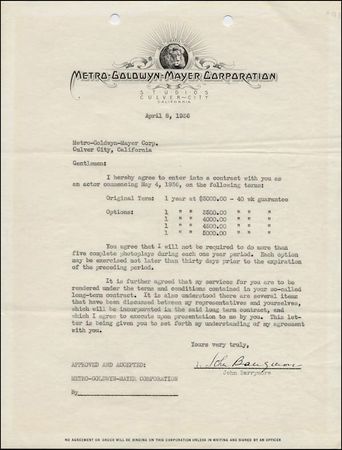 METRO-GOLDWYN-MAYER CORPORATION
STUDIOS
CULVER-CITY
CALIFORNIA
April 8, 1936
Metro-Goldwyn-Mayer Corp.
Culver City, California
Gentlemen:
I hereby agree to enter into a contract with you as
an actor commencing May 4, 1936, on the following terms:
Original Term: 1 year at $3000.00 - 40 wk guarantee
Options: 1 " " 3500.00 " " "
1 " " 4000.00 " " "
1 " " 4500.00 " " "
1 " " 5000.00 " " "
You agree that I will not be required to do more than
five complete photoplays during each one year period. Each option
may be exercised not later than thirty days prior to the expiration
of the preceding period.
It is further agreed that my services for you are to be
rendered under the terms and conditions contained in your so-called
long-term contract. It is also understood that there are several items
that have been discussed between my representative and yourselves,
which will be incorporated in the said long term contract, and
which I agree to execute upon presentation to me by you. This let-
ter is being given you to set forth my understanding of my agreement
with you.
Yours very truly,
John Barrymore
John Barrymore
APPROVED AND ACCEPTED:
METRO-GOLDWYN-MAYER CORPORATION
By
NO AGREEMENT OR ORDER WILL BE BINDING ON THIS CORPORATION UNLESS IN WRITING AND SIGNED BY AN OFFICER